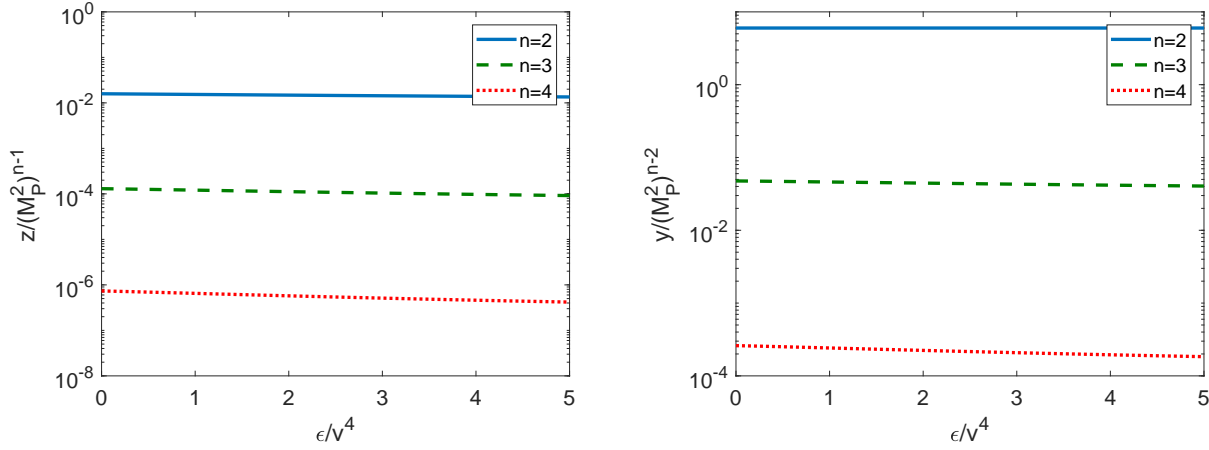 10^0
10^-2
10^-4
10^-6
10^-8
z/(M_P^2)^n-1
0 1 2 3 4 5
ϵ/v^4
n=2
n=3
n=4
10^0
10^-2
10^-4
y/(M_P^2)^n-2
0 1 2 3 4 5
ϵ/v^4
n=2
n=3
n=4